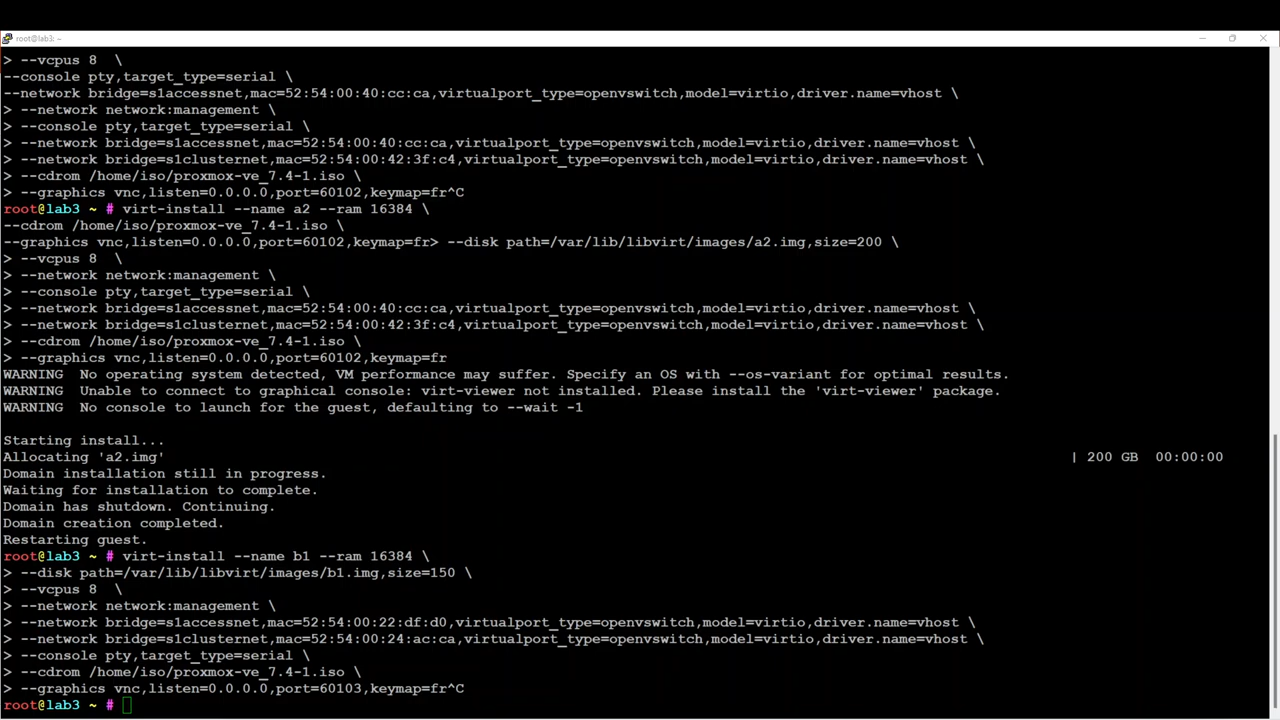 root@lab3: ~
> --vcpus 8  \
--console pty,target_type=serial \
--network bridge=s1accessnet,mac=52:54:00:40:cc:ca,virtualport_type=openvswitch,model=virtio,driver.name=vhost \
> --network network:management \
> --console pty,target_type=serial \
> --network bridge=s1accessnet,mac=52:54:00:40:cc:ca,virtualport_type=openvswitch,model=virtio,driver.name=vhost \
> --network bridge=s1clusternet,mac=52:54:00:42:3f:c4,virtualport_type=openvswitch,model=virtio,driver.name=vhost \
> --cdrom /home/iso/proxmox-ve_7.4-1.iso \
> --graphics vnc,listen=0.0.0.0,port=60102,keymap=fr^C
root@lab3 ~ # virt-install --name a2 --ram 16384 \
--cdrom /home/iso/proxmox-ve_7.4-1.iso \
--graphics vnc,listen=0.0.0.0,port=60102,keymap=fr> --disk path=/var/lib/libvirt/images/a2.img,size=200 \
> --vcpus 8  \
> --network network:management \
> --console pty,target_type=serial \
> --network bridge=s1accessnet,mac=52:54:00:40:cc:ca,virtualport_type=openvswitch,model=virtio,driver.name=vhost \
> --network bridge=s1clusternet,mac=52:54:00:42:3f:c4,virtualport_type=openvswitch,model=virtio,driver.name=vhost \
> --cdrom /home/iso/proxmox-ve_7.4-1.iso \
> --graphics vnc,listen=0.0.0.0,port=60102,keymap=fr
WARNING  No operating system detected, VM performance may suffer. Specify an OS with --os-variant for optimal results.
WARNING  Unable to connect to graphical console: virt-viewer not installed. Please install the 'virt-viewer' package.
WARNING  No console to launch for the guest, defaulting to --wait -1
Starting install...
Allocating 'a2.img' | 200 GB  00:00:00
Domain installation still in progress.
Waiting for installation to complete.
Domain has shutdown. Continuing.
Domain creation completed.
Restarting guest.
root@lab3 ~ # virt-install --name b1 --ram 16384 \
> --disk path=/var/lib/libvirt/images/b1.img,size=150 \
> --vcpus 8  \
> --network network:management \
> --network bridge=s1accessnet,mac=52:54:00:22:df:d0,virtualport_type=openvswitch,model=virtio,driver.name=vhost \
> --network bridge=s1clusternet,mac=52:54:00:24:ac:ca,virtualport_type=openvswitch,model=virtio,driver.name=vhost \
> --console pty,target_type=serial \
> --cdrom /home/iso/proxmox-ve_7.4-1.iso \
> --graphics vnc,listen=0.0.0.0,port=60103,keymap=fr^C
root@lab3 ~ #